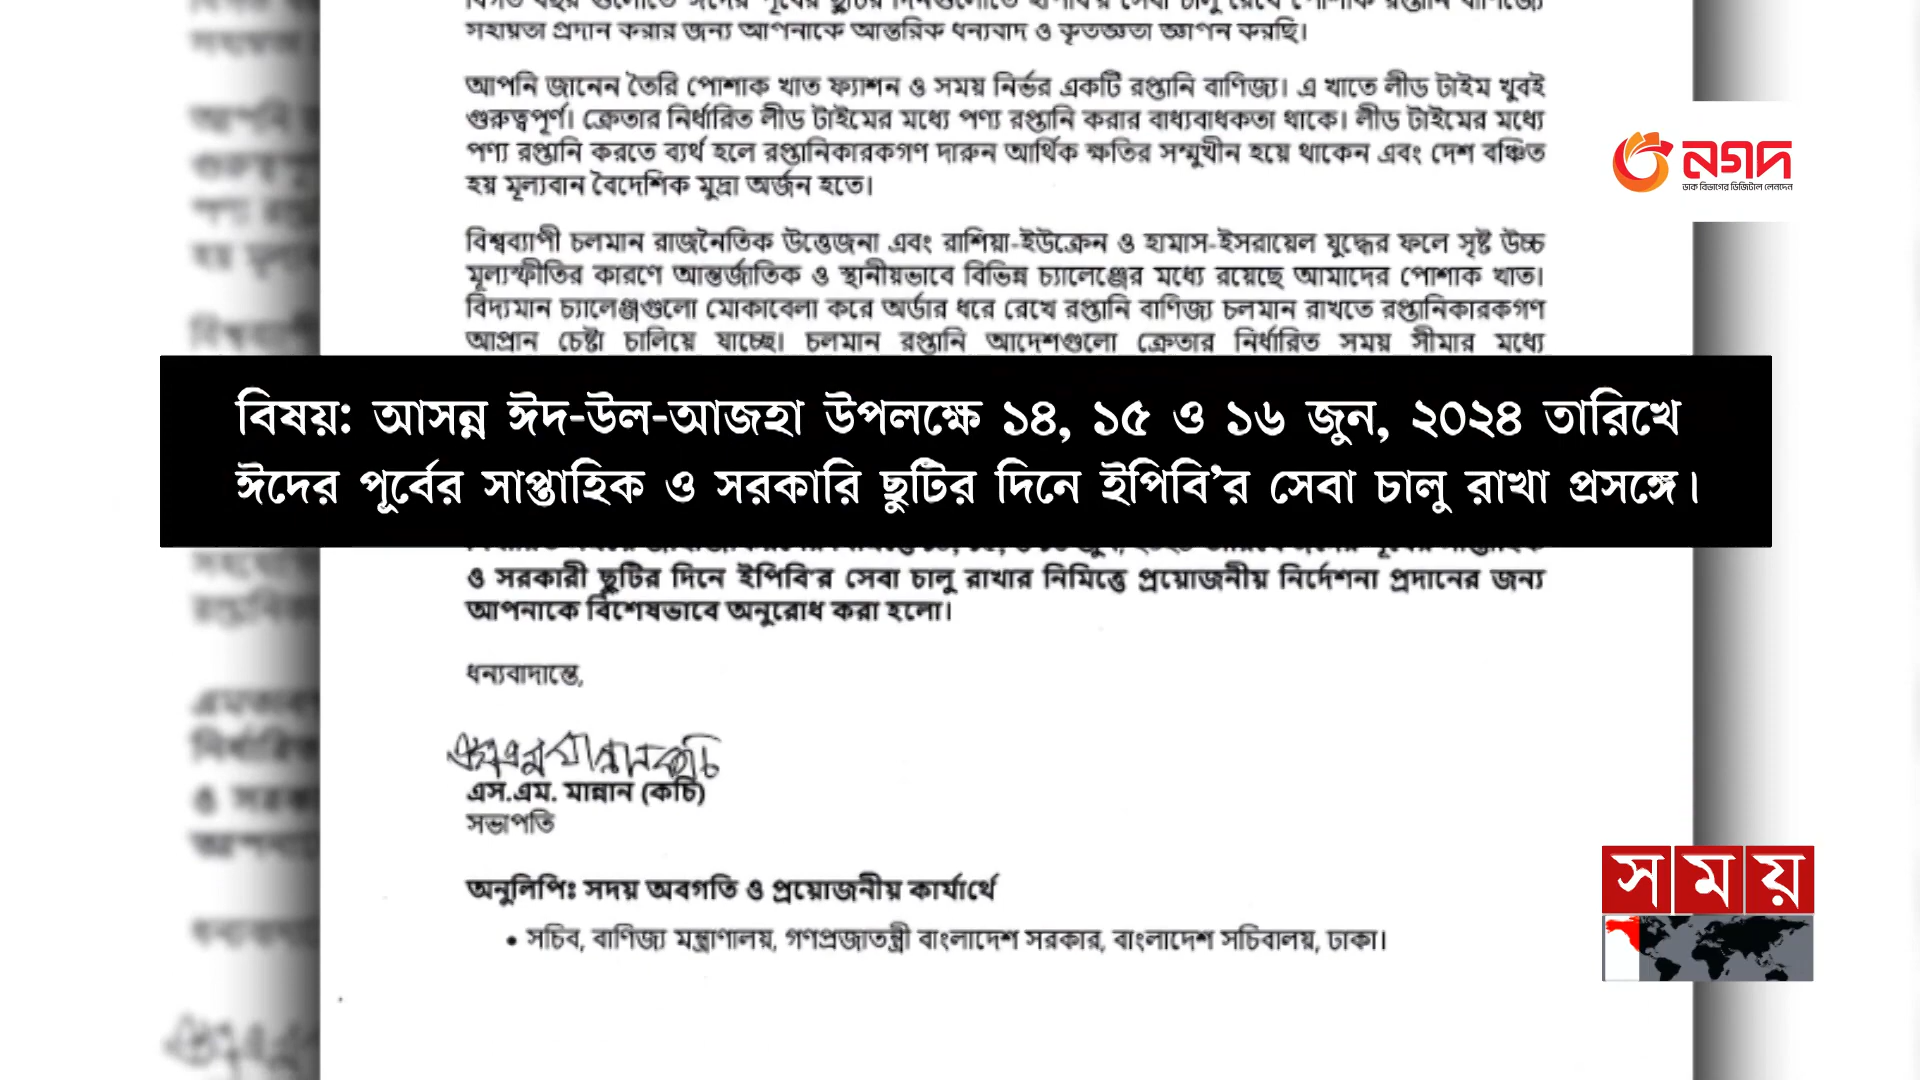 সহায়তা প্রদান করার জন্য আপনাকে আন্তরিক ধন্যবাদ ও কৃতজ্ঞতা জ্ঞাপন করছি।
আপনি জানেন তৈরি পোশাক খাত ফ্যাশন ও সময় নির্ভর একটি রপ্তানি বাণিজ্য। এ খাতে লীড টাইম খুবই
গুরুত্বপূর্ণ। ক্রেতার নির্ধারিত লীড টাইমের মধ্যে পণ্য রপ্তানি করার বাধ্যবাধকতা থাকে। লীড টাইমের মধ্যে
পণ্য রপ্তানি করতে ব্যর্থ হলে রপ্তানিকারকগণ দারুন আর্থিক ক্ষতির সম্মুখীন হয়ে থাকেন এবং দেশ বঞ্চিত
হয় মূল্যবান বৈদেশিক মুদ্রা অর্জন হতে।
নগদ
ডাক বিভাগের ডিজিটাল লেনদেন
বিশ্বব্যাপী চলমান রাজনৈতিক উত্তেজনা এবং রাশিয়া-ইউক্রেন ও হামাস-ইসরায়েল যুদ্ধের ফলে সৃষ্ট উচ্চ
মূল্যস্ফীতির কারণে আন্তর্জাতিক ও স্থানীয়ভাবে বিভিন্ন চ্যালেঞ্জের মধ্যে রয়েছে আমাদের পোশাক খাত।
বিদ্যমান চ্যালেঞ্জগুলো মোকাবেলা করে অর্ডার ধরে রেখে রপ্তানি বাণিজ্য চলমান রাখতে রপ্তানিকারকগণ
আপ্রান চেষ্টা চালিয়ে যাচ্ছে। চলমান রপ্তানি আদেশগুলো ক্রেতার নির্ধারিত সময় সীমার মধ্যে
বিষয়: আসন্ন ঈদ-উল-আজহা উপলক্ষে ১৪, ১৫ ও ১৬ জুন, ২০২৪ তারিখে
ঈদের পূর্বের সাপ্তাহিক ও সরকারি ছুটির দিনে ইপিবি’র সেবা চালু রাখা প্রসঙ্গে।
ও সরকারী ছুটির দিনে ইপিবি'র সেবা চালু রাখার নিমিত্তে প্রয়োজনীয় নির্দেশনা প্রদানের জন্য
আপনাকে বিশেষভাবে অনুরোধ করা হলো।
ধন্যবাদান্তে,
এস.এম. মান্নান (কচি)
সভাপতি
অনুলিপিঃ সদয় অবগতি ও প্রয়োজনীয় কার্যার্থে
• সচিব, বাণিজ্য মন্ত্রাণালয়, গণপ্রজাতন্ত্রী বাংলাদেশ সরকার, বাংলাদেশ সচিবালয়, ঢাকা।
সময়